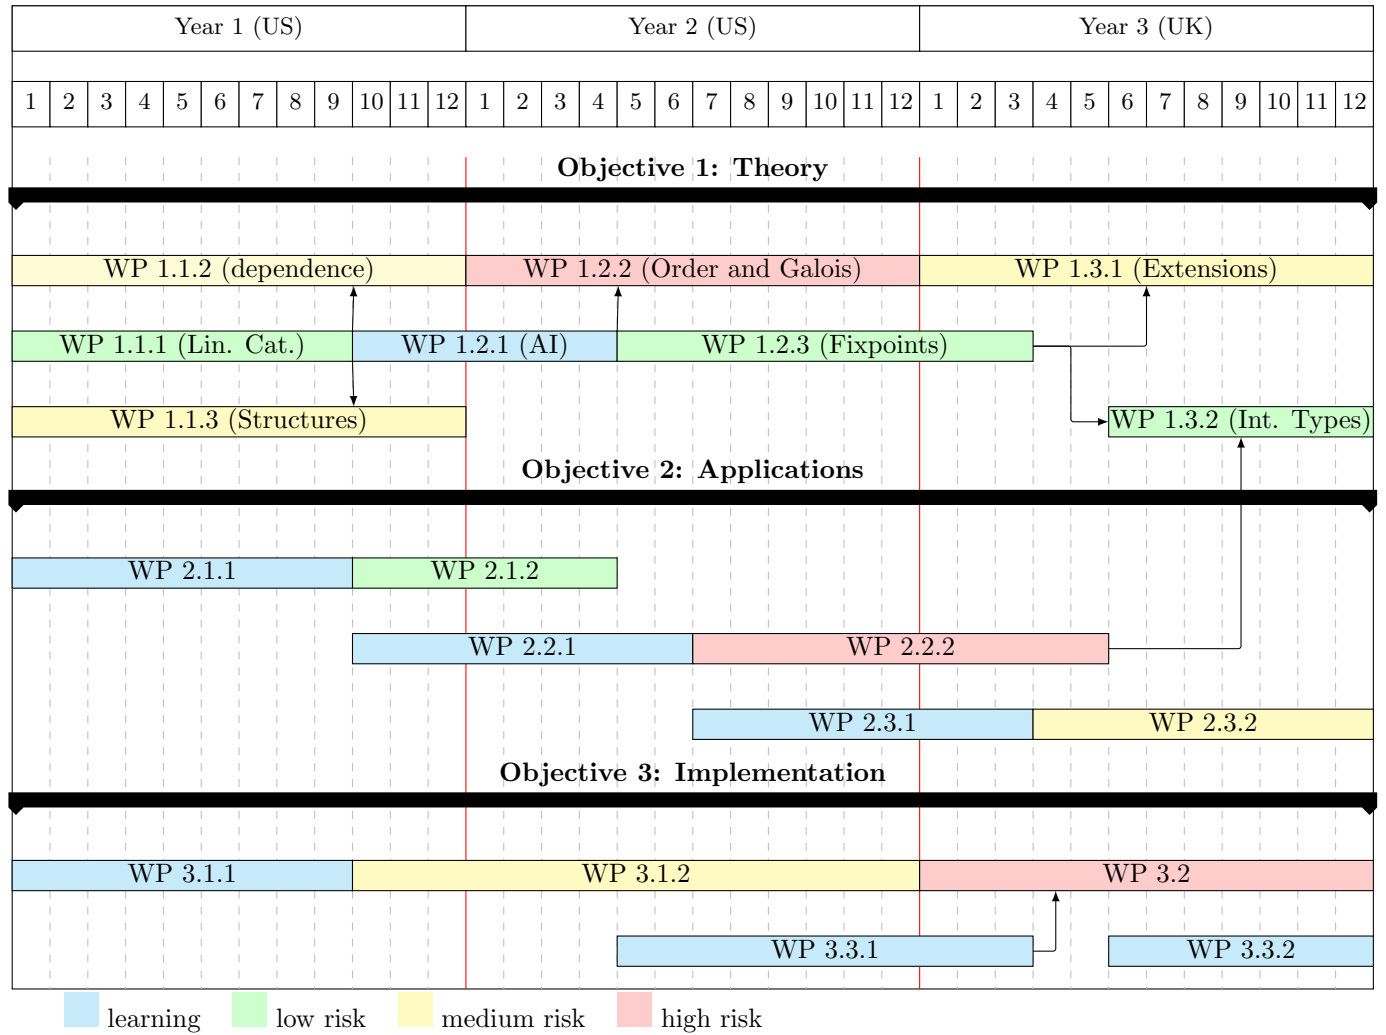 Year 1 (US) Year 2 (US) Year 3 (UK)
1 2 3 4 5 6 7 8 9 10 11 12 1 2 3 4 5 6 7 8 9 10 11 12 1 2 3 4 5 6 7 8 9 10 11 12
Objective 1: Theory
WP 1.1.2 (dependence) WP 1.2.2 (Order and Galois) WP 1.3.1 (Extensions)
WP 1.1.1 (Lin. Cat.) WP 1.2.1 (AI) WP 1.2.3 (Fixpoints)
WP 1.1.3 (Structures) WP 1.3.2 (Int. Types)
Objective 2: Applications
WP 2.1.1 WP 2.1.2
WP 2.2.1 WP 2.2.2
WP 2.3.1 WP 2.3.2
Objective 3: Implementation
WP 3.1.1 WP 3.1.2 WP 3.2
WP 3.3.1 WP 3.3.2
learning low risk medium risk high risk